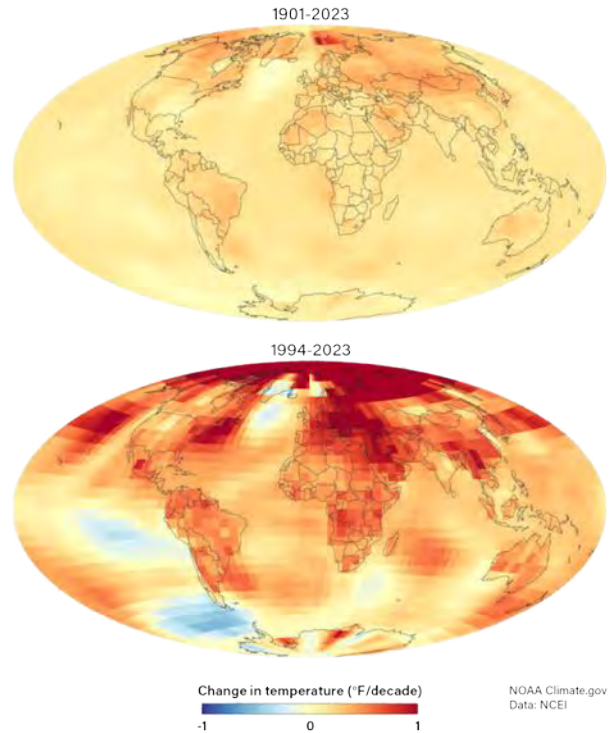 1901-2023
1994-2023
Change in temperature (°F/decade)
-1 0 1
NOAA Climate.gov
Data: NCEI